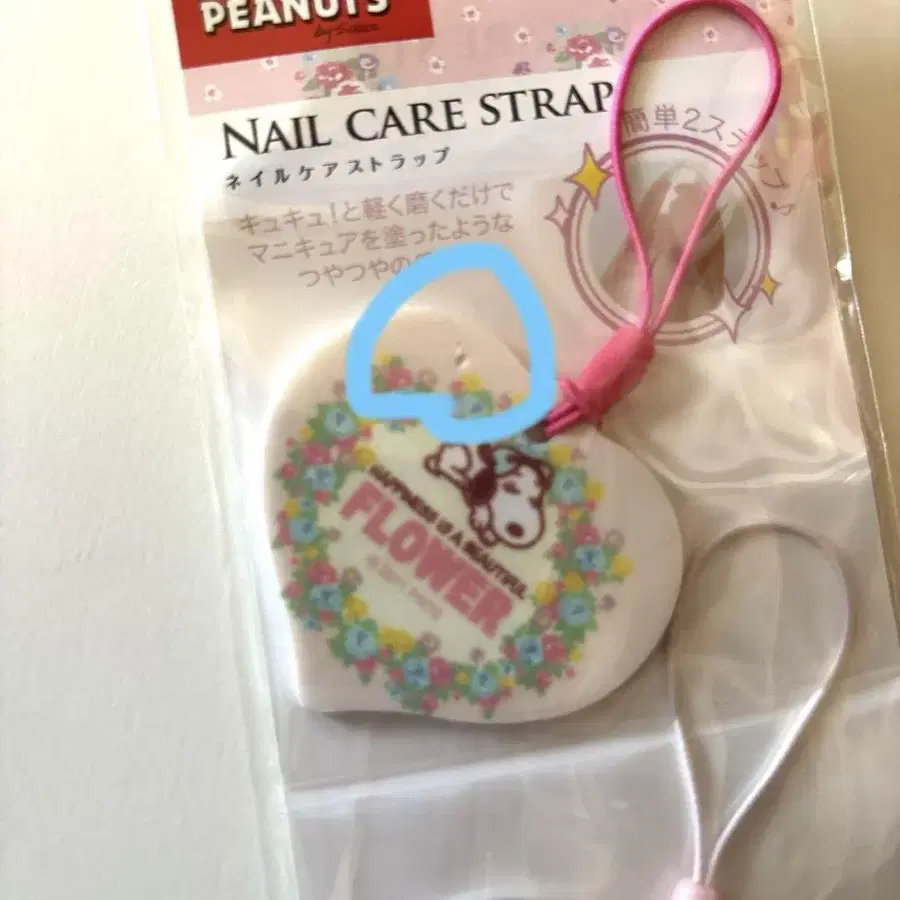 PEANUTS
NAIL CARE STRAP
簡単2ステップ♪
ネイルケアストラップ
キュキュ!と軽く磨くだけで
マニキュアを塗ったような
つやつやの
HAPPINESS IS A BEAUTIFUL
FLOWER